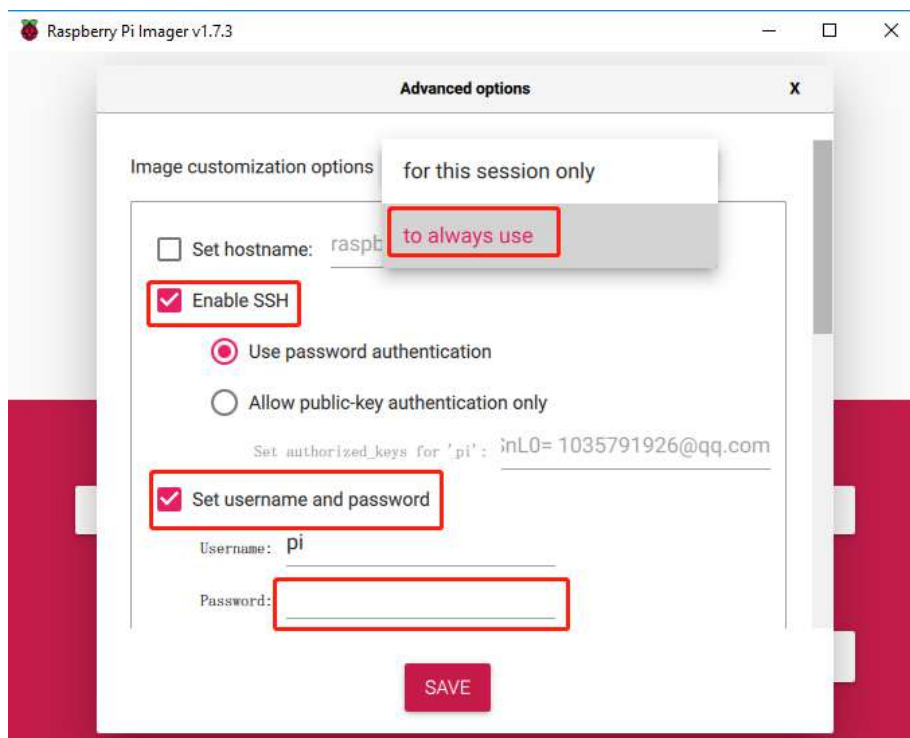 Raspberry Pi Imager v1.7.3
Advanced options
X
Image customization options
for this session only
to always use
Set hostname:
Enable SSH
Use password authentication
Allow public-key authentication only
Set authorized_keys for 'pi': nL0= 1035791926@qq.com
Set username and password
Username: pi
Password:
SAVE